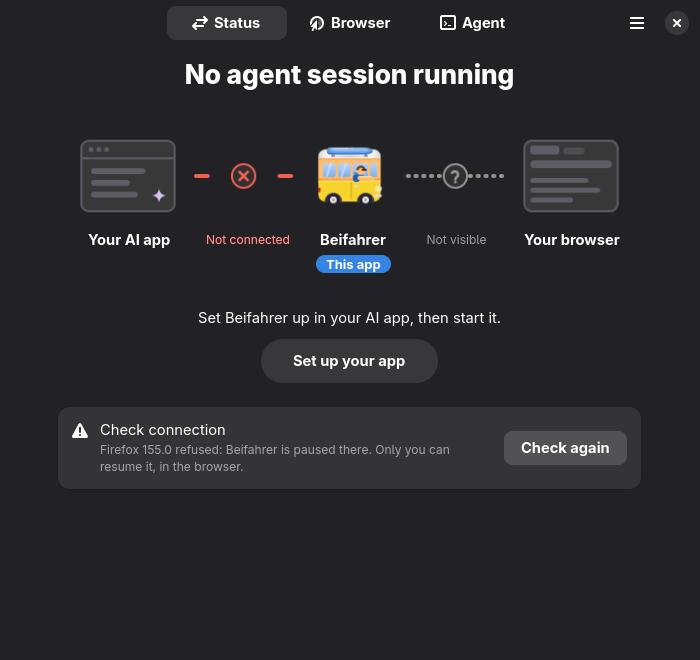 Status
Browser
Agent
No agent session running
Your AI app
Not connected
Beifahrer
This app
Not visible
Your browser
Set Beifahrer up in your AI app, then start it.
Set up your app
Check connection
Firefox 155.0 refused: Beifahrer is paused there. Only you can
resume it, in the browser.
Check again